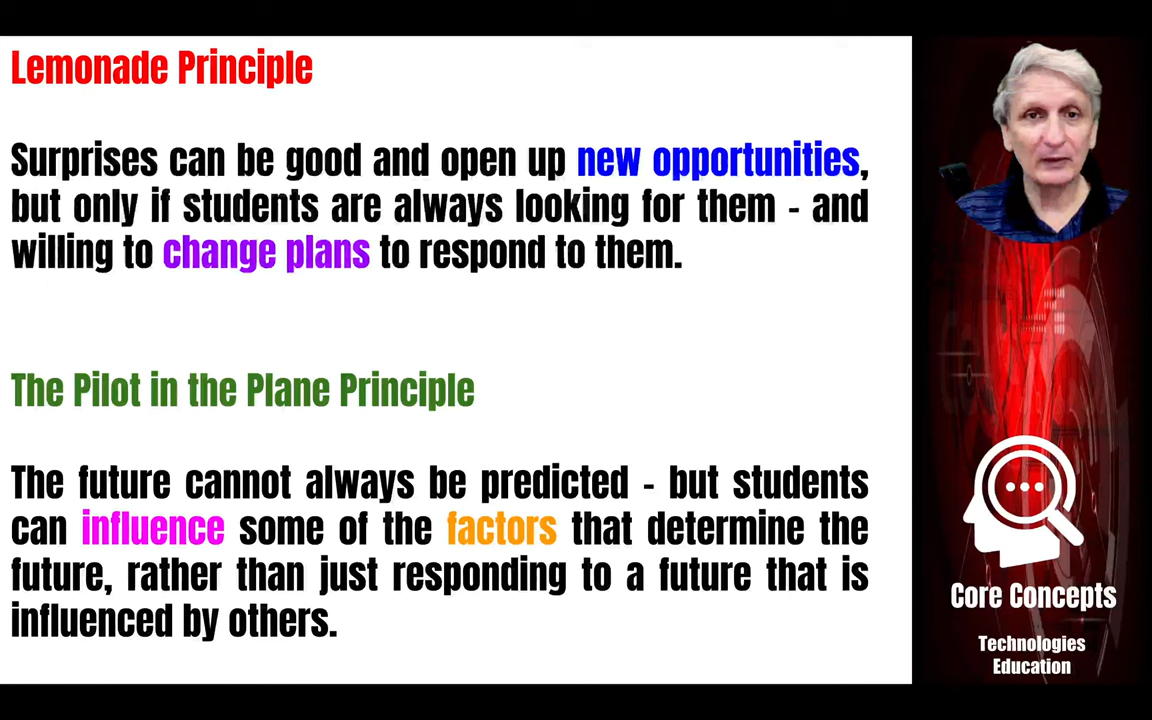 Lemonade Principle
Surprises can be good and open up new opportunities,
but only if students are always looking for them - and
willing to change plans to respond to them.
The Pilot in the Plane Principle
The future cannot always be predicted - but students
can influence some of the factors that determine the
future, rather than just responding to a future that is
influenced by others.
Core Concepts
Technologies
Education